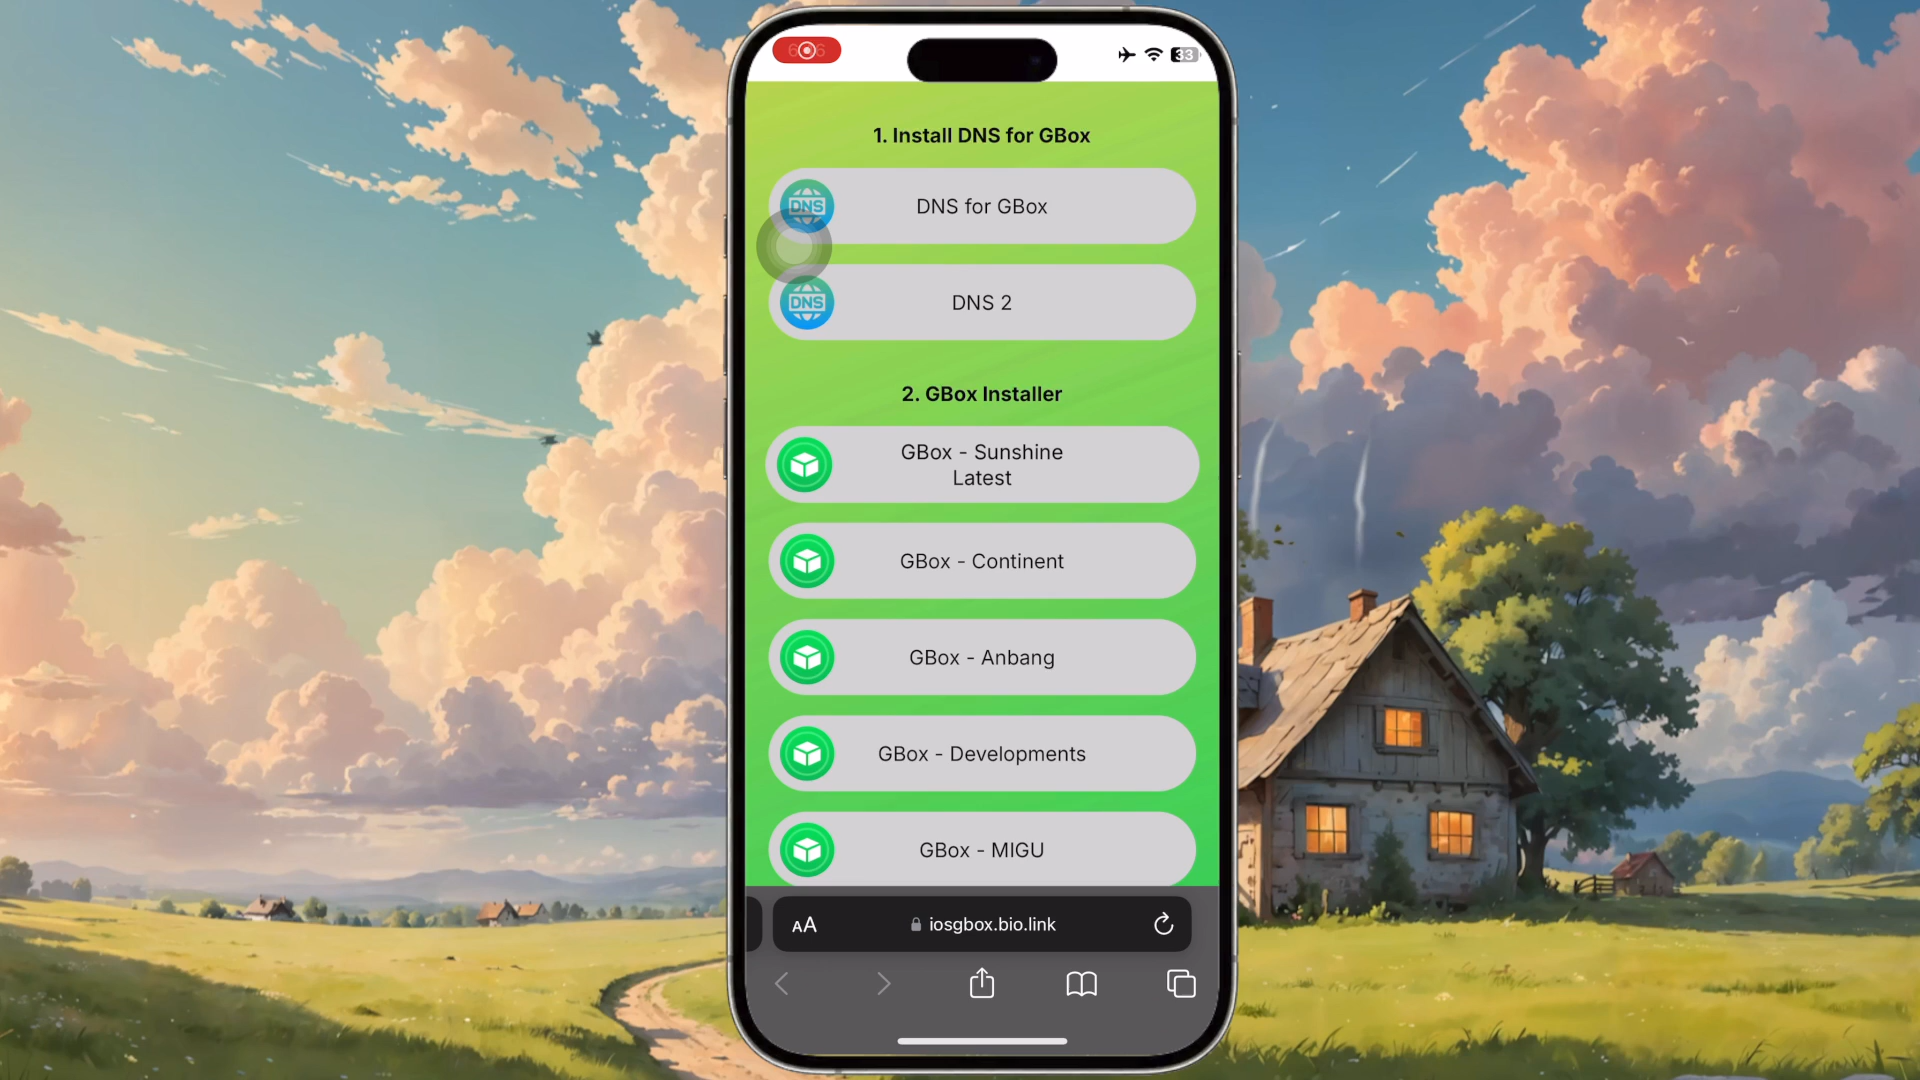 33
1. Install DNS for GBox
DNS
DNS for GBox
DNS
DNS 2
2. GBox Installer
GBox - Sunshine
Latest
GBox - Continent
GBox - Anbang
GBox - Developments
GBox - MIGU
AA
iosgbox.bio.link